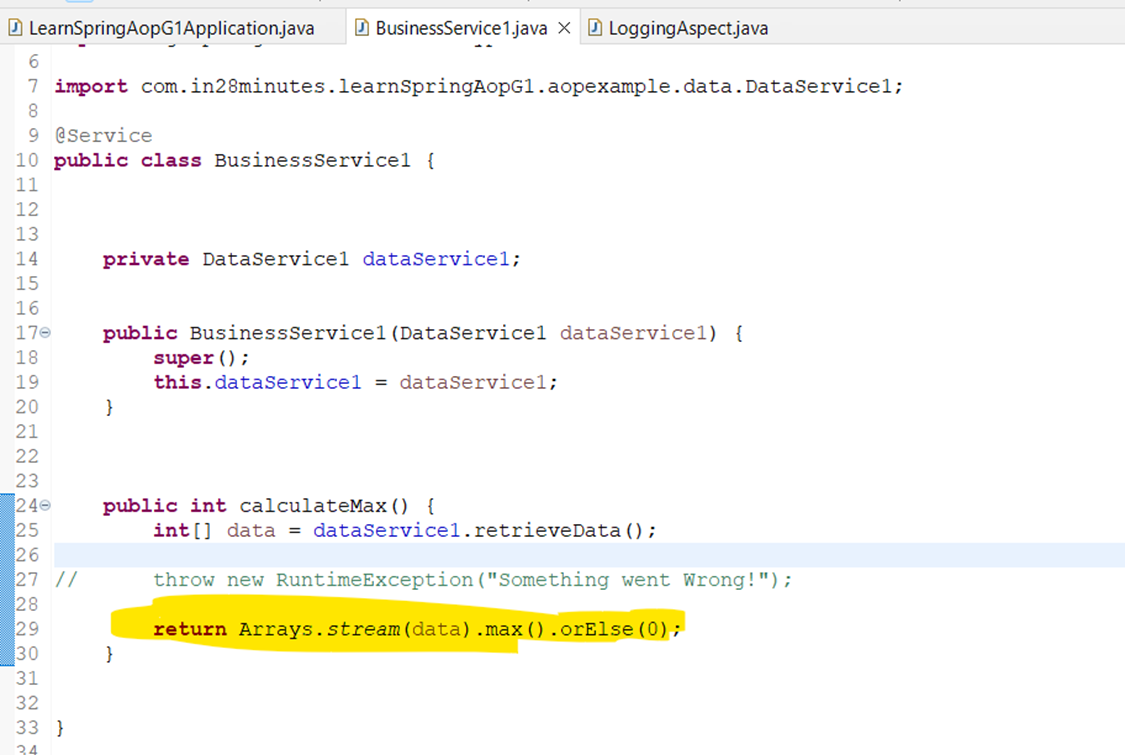 LearnSpringAopG1Application.java BusinessService1.java LoggingAspect.java
6
7 import com.in28minutes.learnSpringAopG1.aopexample.data.DataService1;
8
9 @Service
10 public class BusinessService1 {
11
12
13
14 private DataService1 dataService1;
15
16
17 public BusinessService1(DataService1 dataService1) {
18 super();
19 this.dataService1 = dataService1;
20 }
21
22
23
24 public int calculateMax() {
25 int[] data = dataService1.retrieveData();
26
27 // throw new RuntimeException("Something went Wrong!");
28
29 return Arrays.stream(data).max().orElse(0);
30 }
31
32
33 }
34